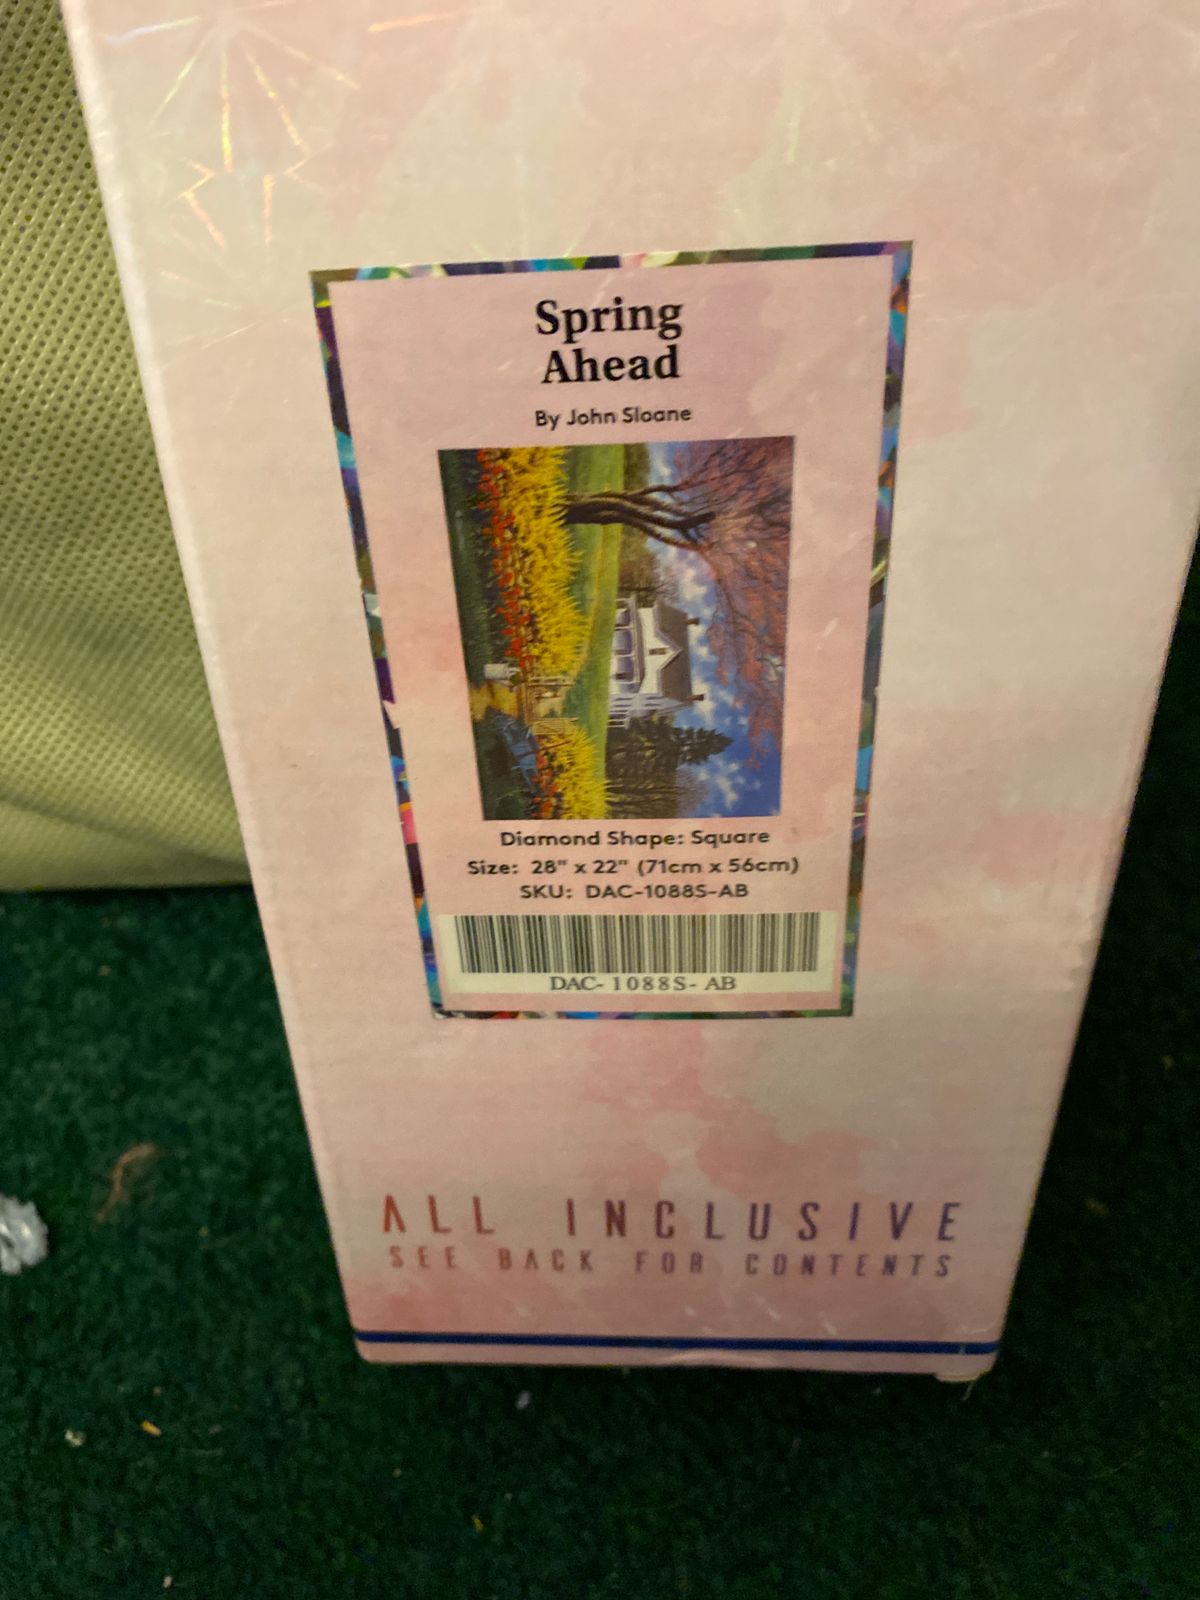 Spring
Ahead
By John Sloane
Diamond Shape: Square
Size: 28" x 22" (71cm x 56cm)
SKU: DAC-1088S-AB
DAC-1088S-AB
ALL INCLUSIVE
SEE BACK FOR CONTENTS